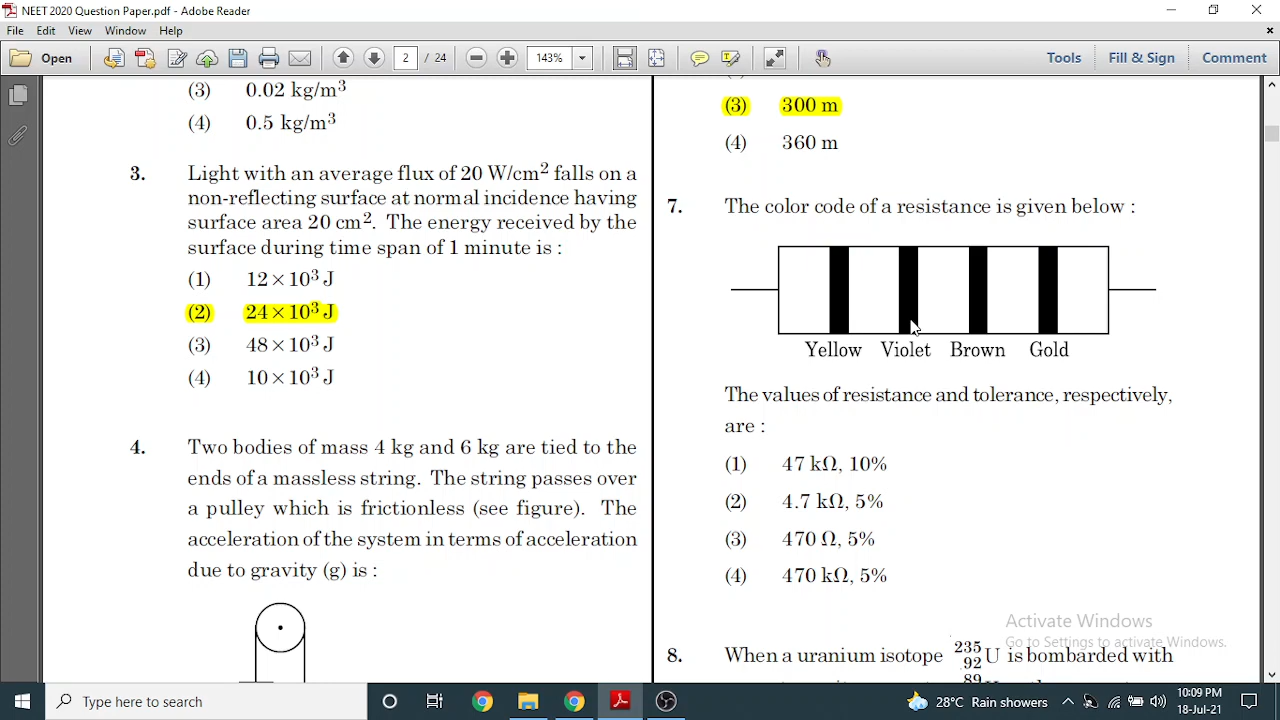 NEET 2020 Question Paper.pdf - Adobe Reader
File Edit View Window Help
Open 2 / 24 143% Tools Fill & Sign Comment
(3) 0.02 kg/m³
(4) 0.5 kg/m³
3. Light with an average flux of 20 W/cm² falls on a
non-reflecting surface at normal incidence having
surface area 20 cm². The energy received by the
surface during time span of 1 minute is :
(1) 12 × 10³ J
(2) 24 × 10³ J
(3) 48 × 10³ J
(4) 10 × 10³ J
4. Two bodies of mass 4 kg and 6 kg are tied to the
ends of a massless string. The string passes over
a pulley which is frictionless (see figure). The
acceleration of the system in terms of acceleration
due to gravity (g) is :
(3) 300 m
(4) 360 m
7. The color code of a resistance is given below :
Yellow Violet Brown Gold
The values of resistance and tolerance, respectively,
are :
(1) 47 kΩ, 10%
(2) 4.7 kΩ, 5%
(3) 470 Ω, 5%
(4) 470 kΩ, 5%
8. When a uranium isotope ²³⁵₉₂U is bombarded with
89
Activate Windows
Go to Settings to activate Windows.
Type here to search
28°C Rain showers
10:09 PM
18-Jul-21